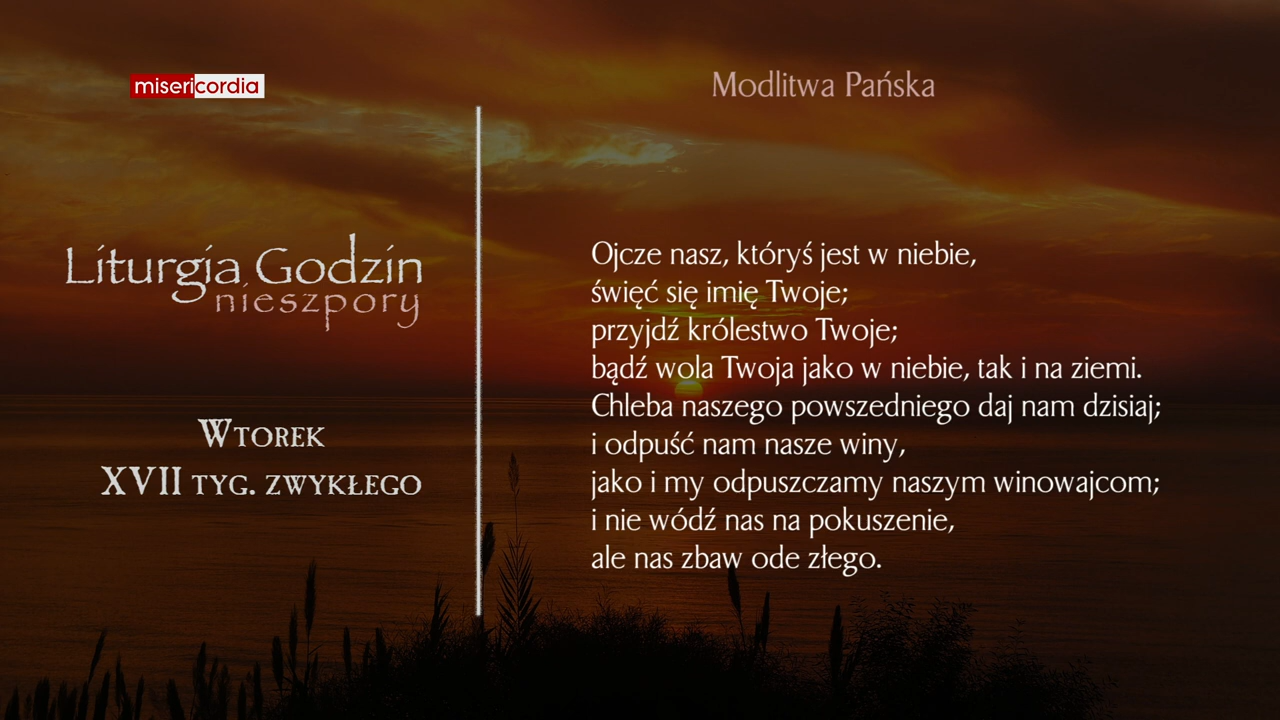 misericordia
Liturgia Godzin
nieszpory
Wtorek
XVII tyg. zwykłego
Modlitwa Pańska
Ojcze nasz, któryś jest w niebie,
święć się imię Twoje;
przyjdź królestwo Twoje;
bądź wola Twoja jako w niebie, tak i na ziemi.
Chleba naszego powszedniego daj nam dzisiaj;
i odpuść nam nasze winy,
jako i my odpuszczamy naszym winowajcom;
i nie wódź nas na pokuszenie,
ale nas zbaw ode złego.